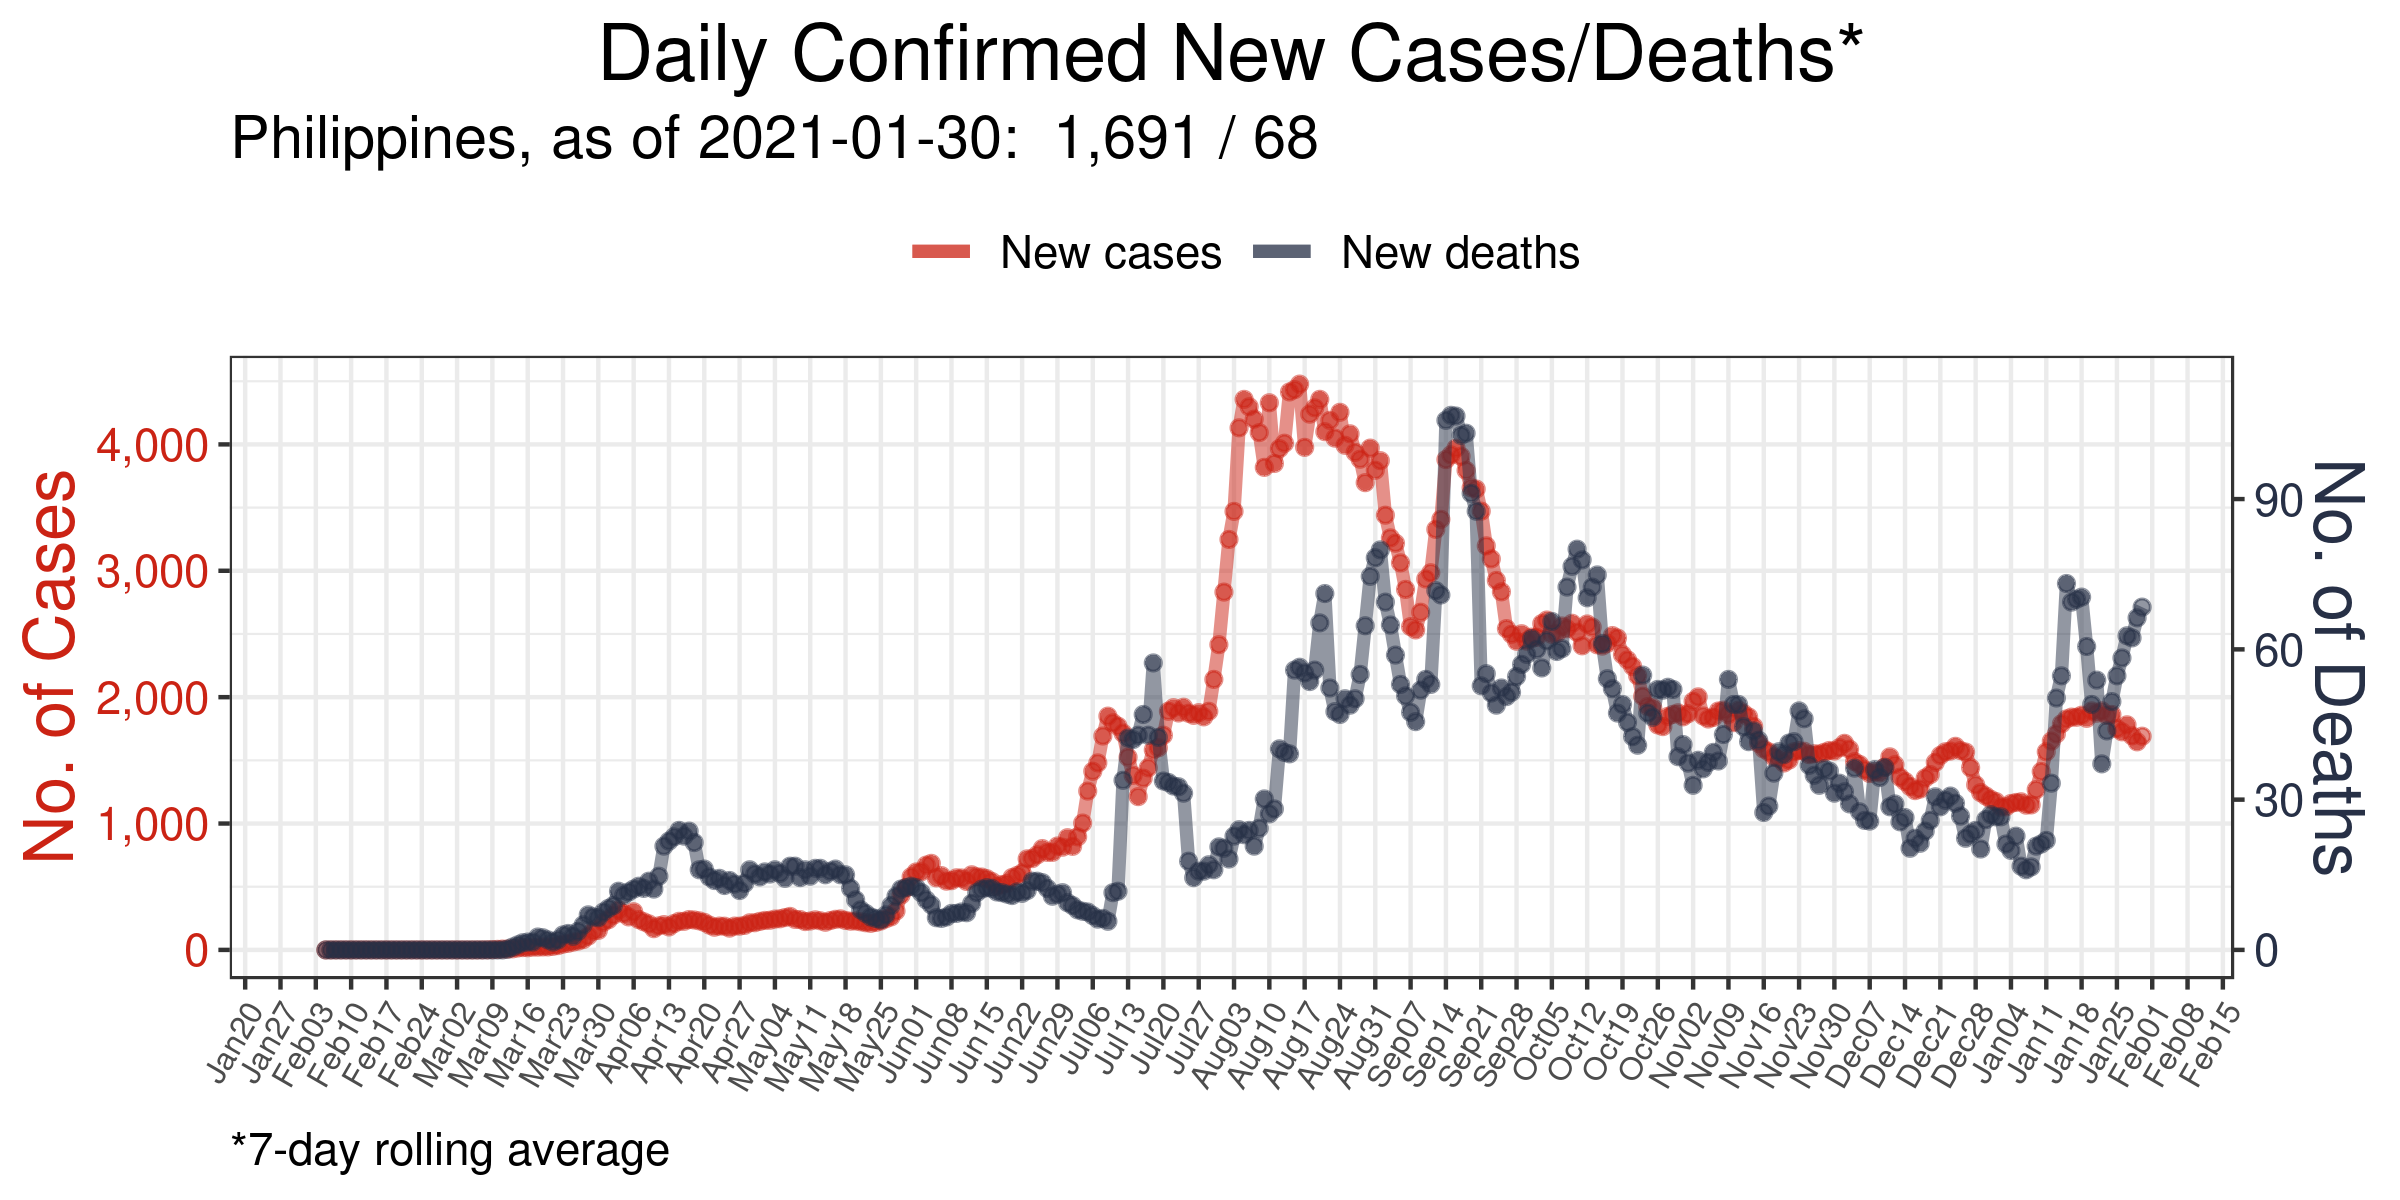 Daily Confirmed New Cases/Deaths*
Philippines, as of 2021-01-30:  1,691 / 68
New cases
New deaths
No. of Cases
4,000
3,000
2,000
1,000
0
No. of Deaths
90
60
30
0
Jan20
Jan27
Feb03
Feb10
Feb17
Feb24
Mar02
Mar09
Mar16
Mar23
Mar30
Apr06
Apr13
Apr20
Apr27
May04
May11
May18
May25
Jun01
Jun08
Jun15
Jun22
Jun29
Jul06
Jul13
Jul20
Jul27
Aug03
Aug10
Aug17
Aug24
Aug31
Sep07
Sep14
Sep21
Sep28
Oct05
Oct12
Oct19
Oct26
Nov02
Nov09
Nov16
Nov23
Nov30
Dec07
Dec14
Dec21
Dec28
Jan04
Jan11
Jan18
Jan25
Feb01
Feb08
Feb15
*7-day rolling average